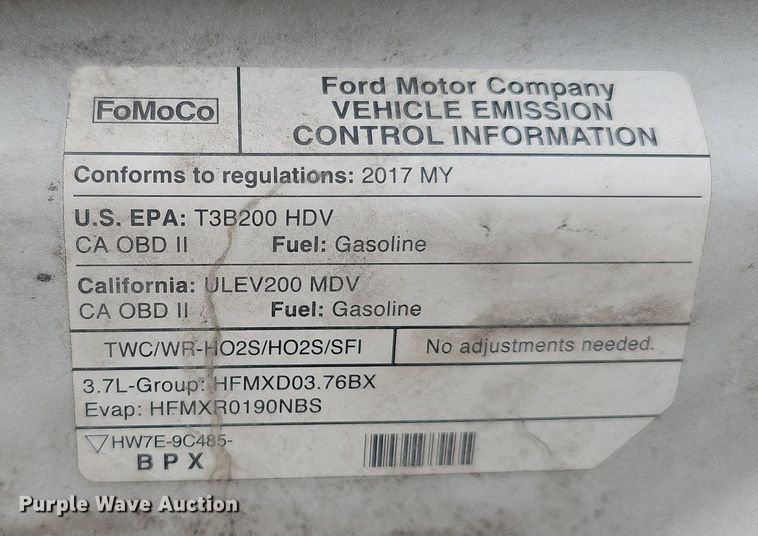 FoMoCo
Ford Motor Company
VEHICLE EMISSION
CONTROL INFORMATION
Conforms to regulations: 2017 MY
U.S. EPA: T3B200 HDV
CA OBD II Fuel: Gasoline
California: ULEV200 MDV
CA OBD II Fuel: Gasoline
TWC/WR-HO2S/HO2S/SFI No adjustments needed.
3.7L-Group: HFMXD03.76BX
Evap: HFMXR0190NBS
HW7E-9C485-
BPX
Purple Wave Auction